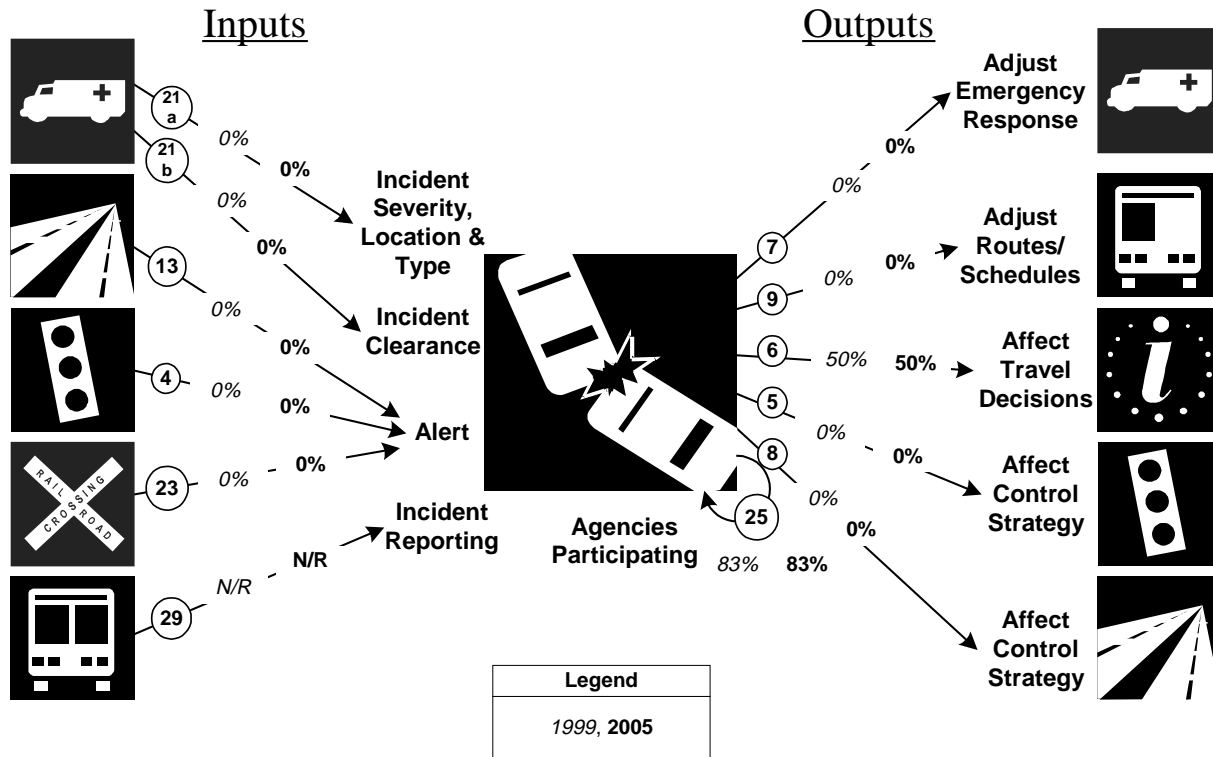 Inputs
Outputs
21
a
0%
0%
Incident
Severity,
Location &
Type
21
b
0%
0%
Incident
Clearance
13
0%
0%
4
0%
0%
Alert
23
0%
0%
RAIL CROSSING ROAD
29
N/R
N/R
Incident
Reporting
Agencies
Participating
25
83% 83%
7
0%
0%
Adjust
Emergency
Response
9
0%
0%
Adjust
Routes/
Schedules
6
50% 50%
Affect
Travel
Decisions
i
5
0%
0%
Affect
Control
Strategy
8
0%
0%
Affect
Control
Strategy
Legend
1999, 2005